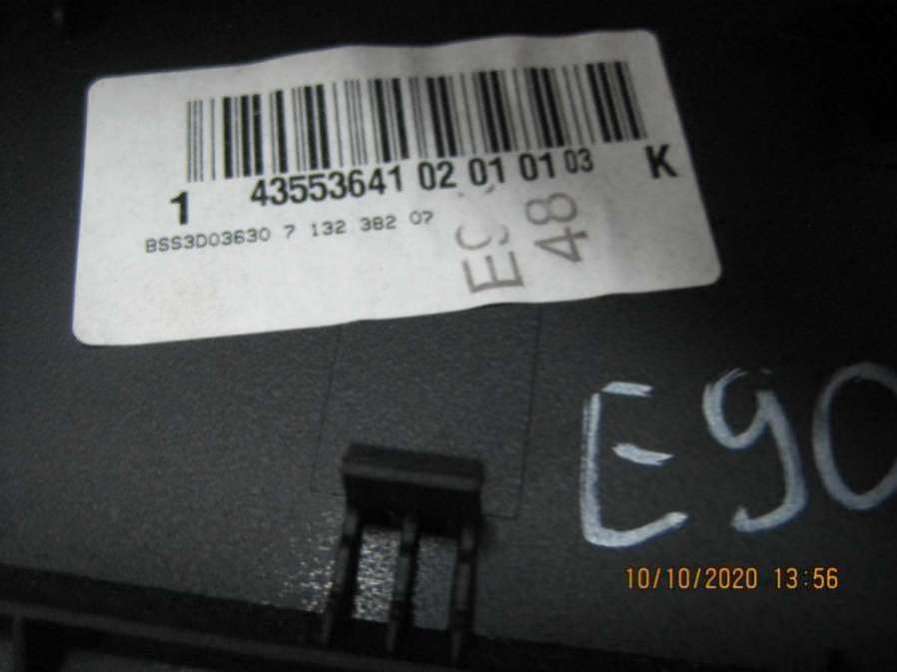 1 43553641 02 01 01 03 K
BSS3D03630 7 132 382 07
48
E90
10/10/2020 13:56